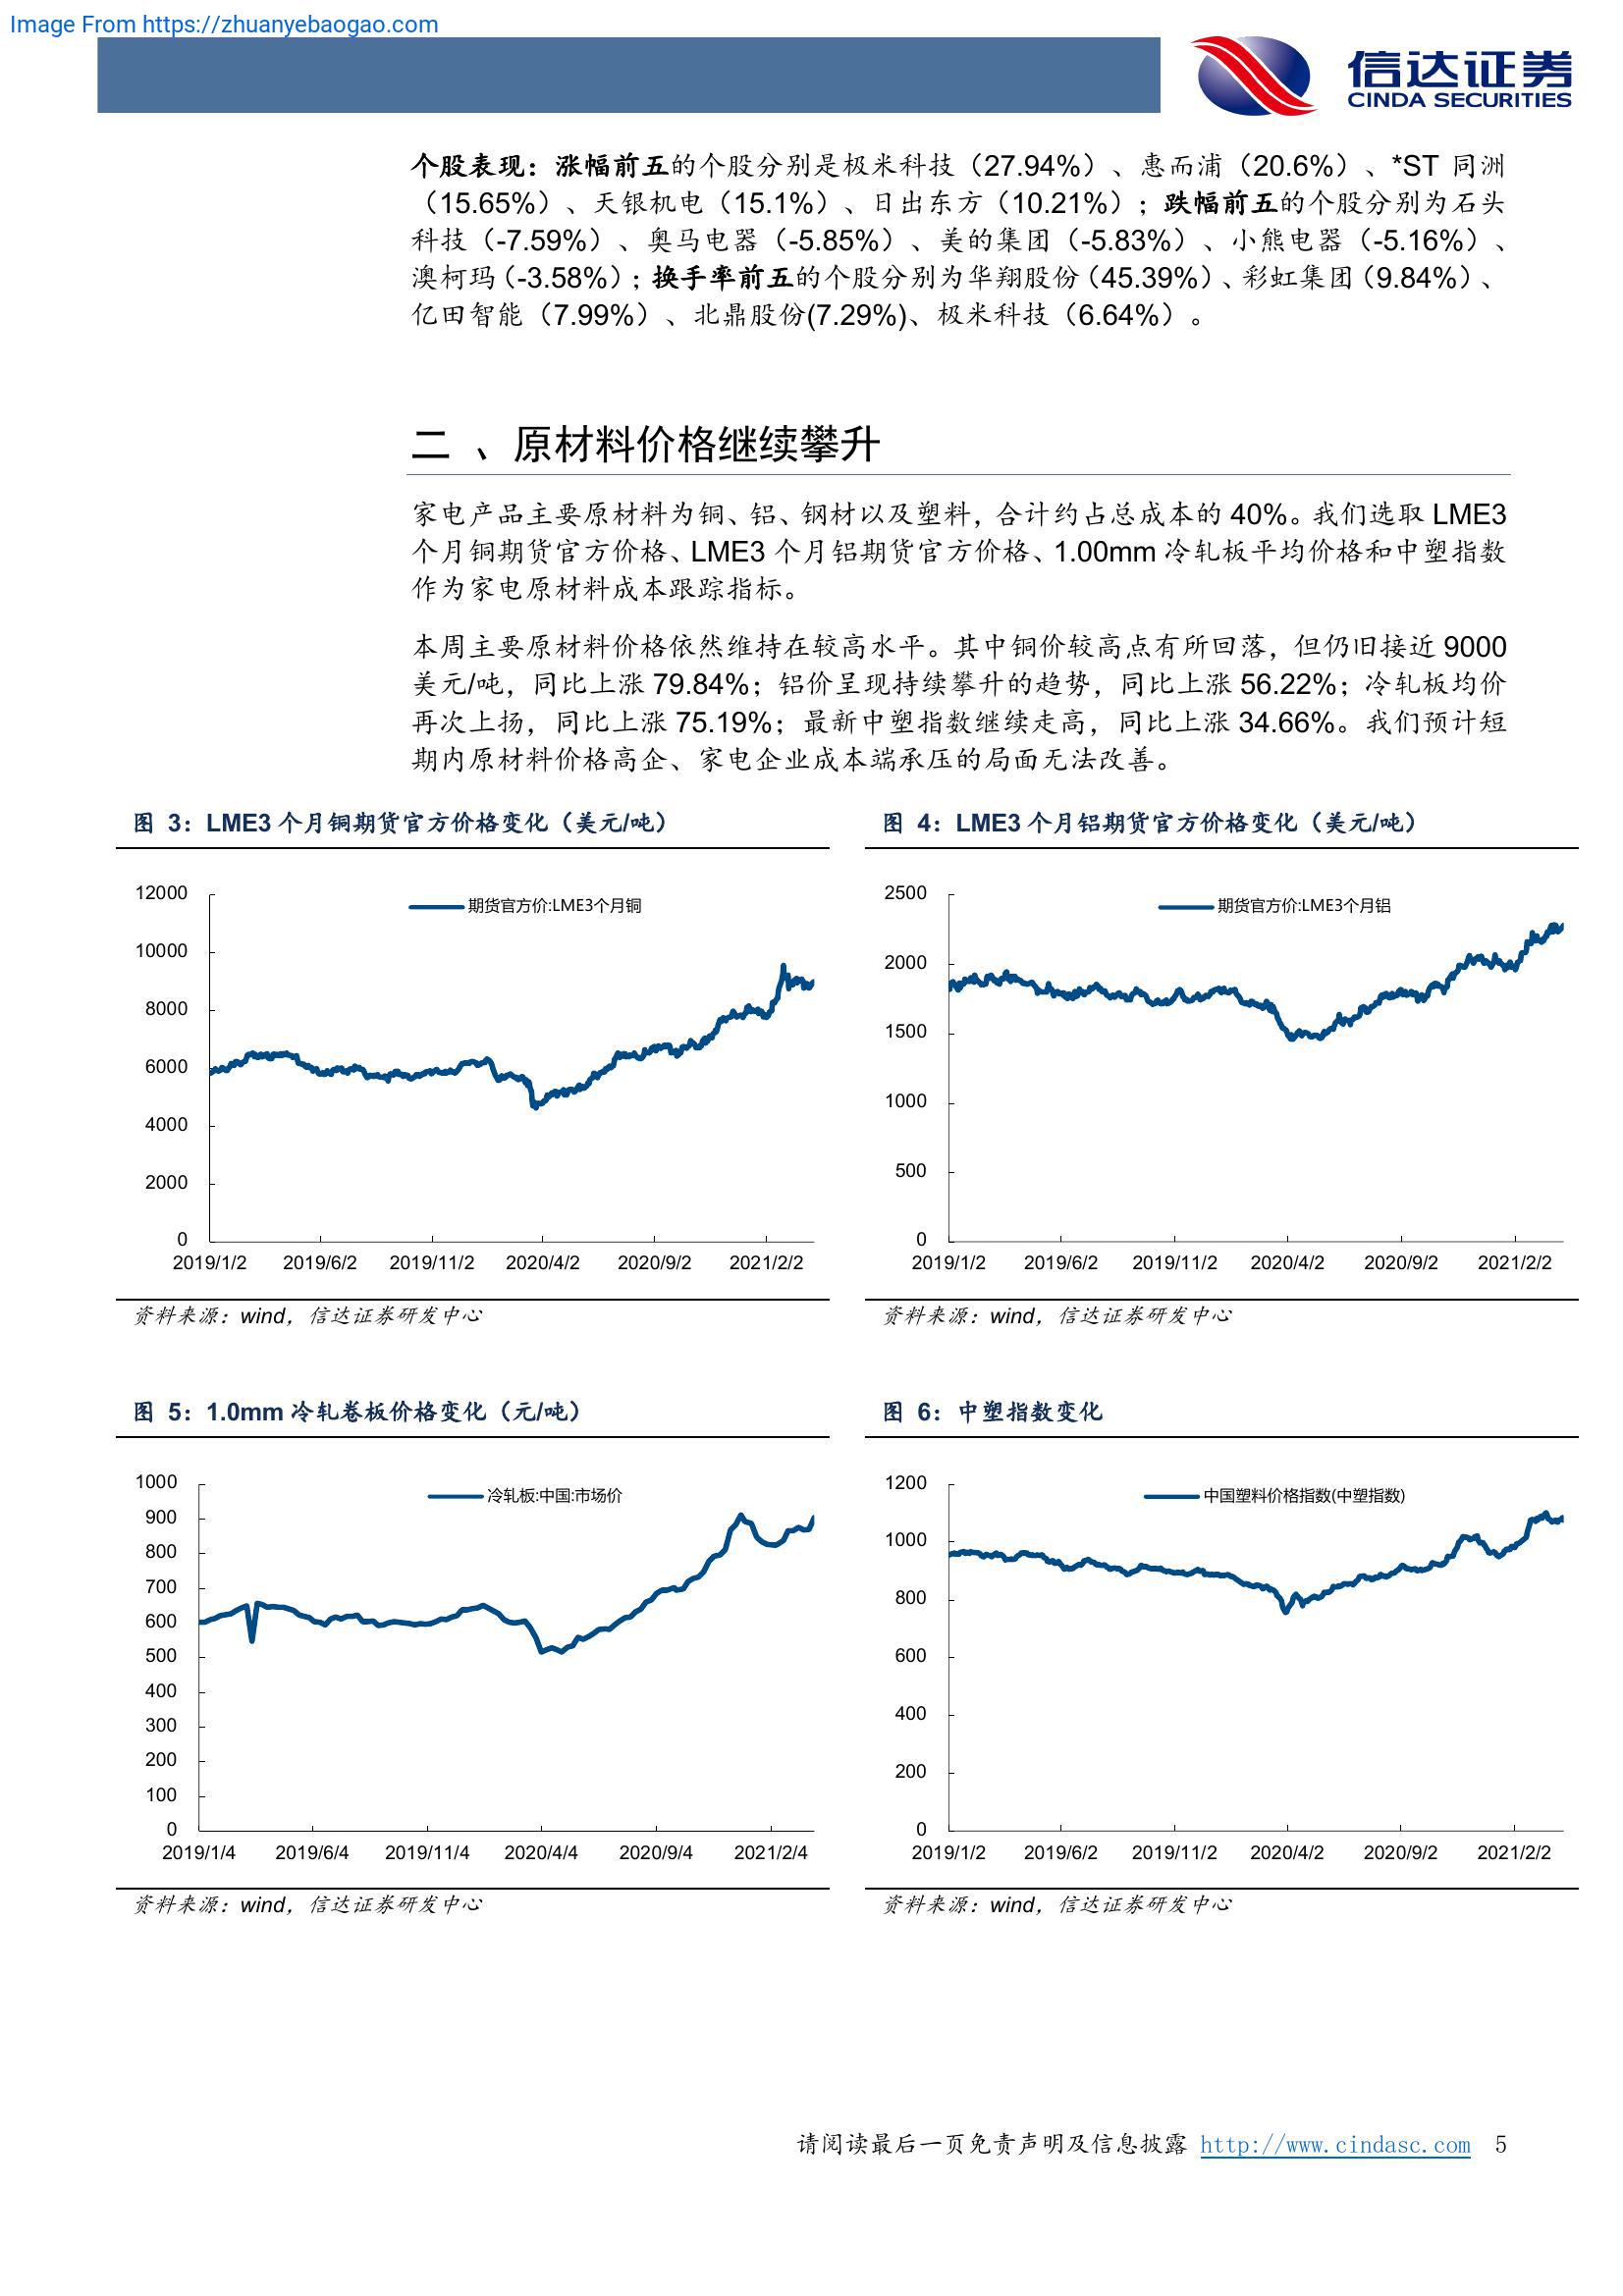 Image From https://zhuanyebaogao.com
信达证券
CINDA SECURITIES
个股表现：涨幅前五的个股分别是极米科技（27.94%）、惠而浦（20.6%）、*ST 同洲
（15.65%）、天银机电（15.1%）、日出东方（10.21%）；跌幅前五的个股分别为石头
科技（-7.59%）、奥马电器（-5.85%）、美的集团（-5.83%）、小熊电器（-5.16%）、
澳柯玛（-3.58%）；换手率前五的个股分别为华翔股份（45.39%）、彩虹集团（9.84%）、
亿田智能（7.99%）、北鼎股份(7.29%)、极米科技（6.64%）。
二 、原材料价格继续攀升
家电产品主要原材料为铜、铝、钢材以及塑料，合计约占总成本的 40%。我们选取 LME3
个月铜期货官方价格、LME3 个月铝期货官方价格、1.00mm 冷轧板平均价格和中塑指数
作为家电原材料成本跟踪指标。
本周主要原材料价格依然维持在较高水平。其中铜价较高点有所回落，但仍旧接近 9000
美元/吨，同比上涨 79.84%；铝价呈现持续攀升的趋势，同比上涨 56.22%；冷轧板均价
再次上扬，同比上涨 75.19%；最新中塑指数继续走高，同比上涨 34.66%。我们预计短
期内原材料价格高企、家电企业成本端承压的局面无法改善。
图 3：LME3 个月铜期货官方价格变化（美元/吨）
12000
10000
8000
6000
4000
2000
0
期货官方价:LME3个月铜
2019/1/2 2019/6/2 2019/11/2 2020/4/2 2020/9/2 2021/2/2
资料来源：wind，信达证券研发中心
图 4：LME3 个月铝期货官方价格变化（美元/吨）
2500
2000
1500
1000
500
0
期货官方价:LME3个月铝
2019/1/2 2019/6/2 2019/11/2 2020/4/2 2020/9/2 2021/2/2
资料来源：wind，信达证券研发中心
图 5：1.0mm 冷轧卷板价格变化（元/吨）
1000
900
800
700
600
500
400
300
200
100
0
冷轧板:中国:市场价
2019/1/4 2019/6/4 2019/11/4 2020/4/4 2020/9/4 2021/2/4
资料来源：wind，信达证券研发中心
图 6：中塑指数变化
1200
1000
800
600
400
200
0
中国塑料价格指数(中塑指数)
2019/1/2 2019/6/2 2019/11/2 2020/4/2 2020/9/2 2021/2/2
资料来源：wind，信达证券研发中心
请阅读最后一页免责声明及信息披露 http://www.cindasc.com 5